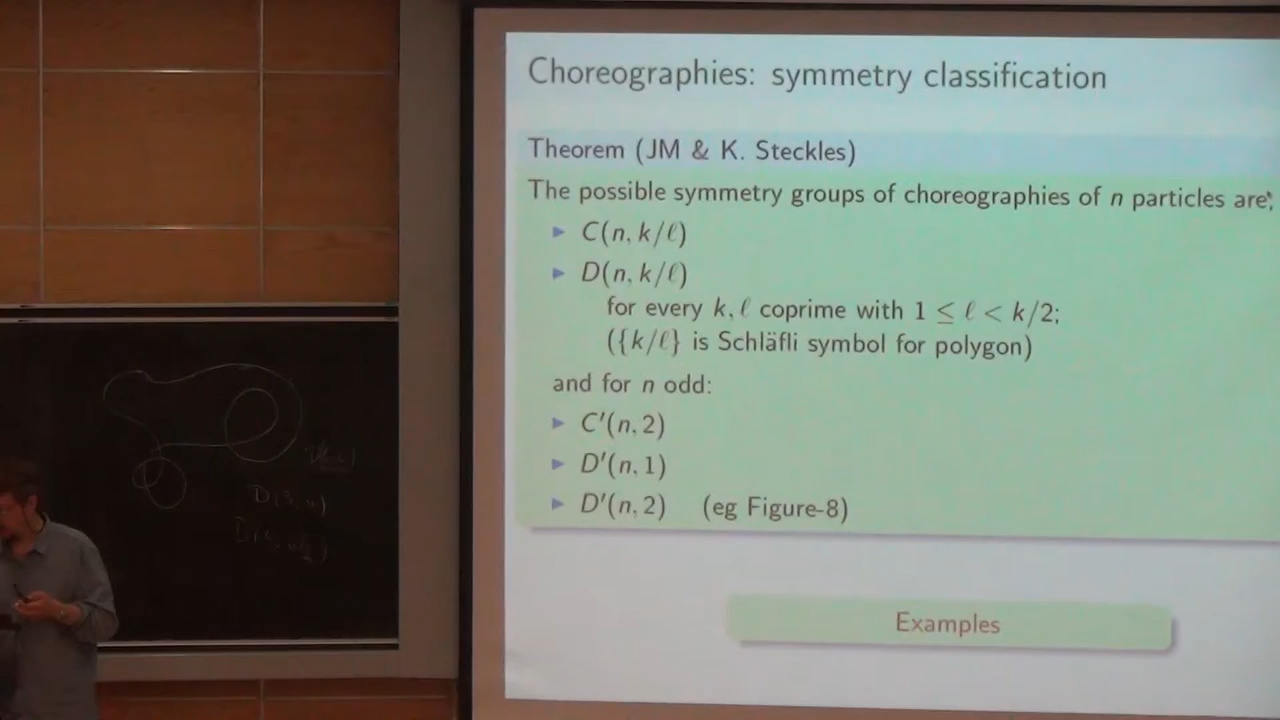 Choreographies: symmetry classification
Theorem (JM & K. Steckles)
The possible symmetry groups of choreographies of n particles are:
▶ C(n, k/ℓ)
▶ D(n, k/ℓ)
for every k, ℓ coprime with 1 ≤ ℓ < k/2;
({k/ℓ} is Schläfli symbol for polygon)
and for n odd:
▶ C′(n, 2)
▶ D′(n, 1)
▶ D′(n, 2) (eg Figure-8)
Examples